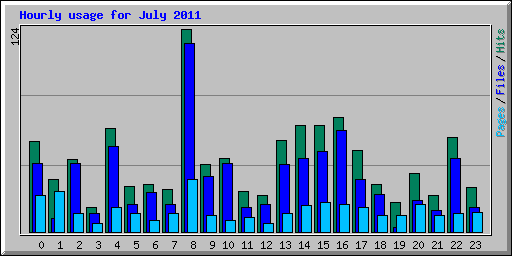 Hourly usage for July 2011
124
Pages / Files / Hits
0 1 2 3 4 5 6 7 8 9 10 11 12 13 14 15 16 17 18 19 20 21 22 23